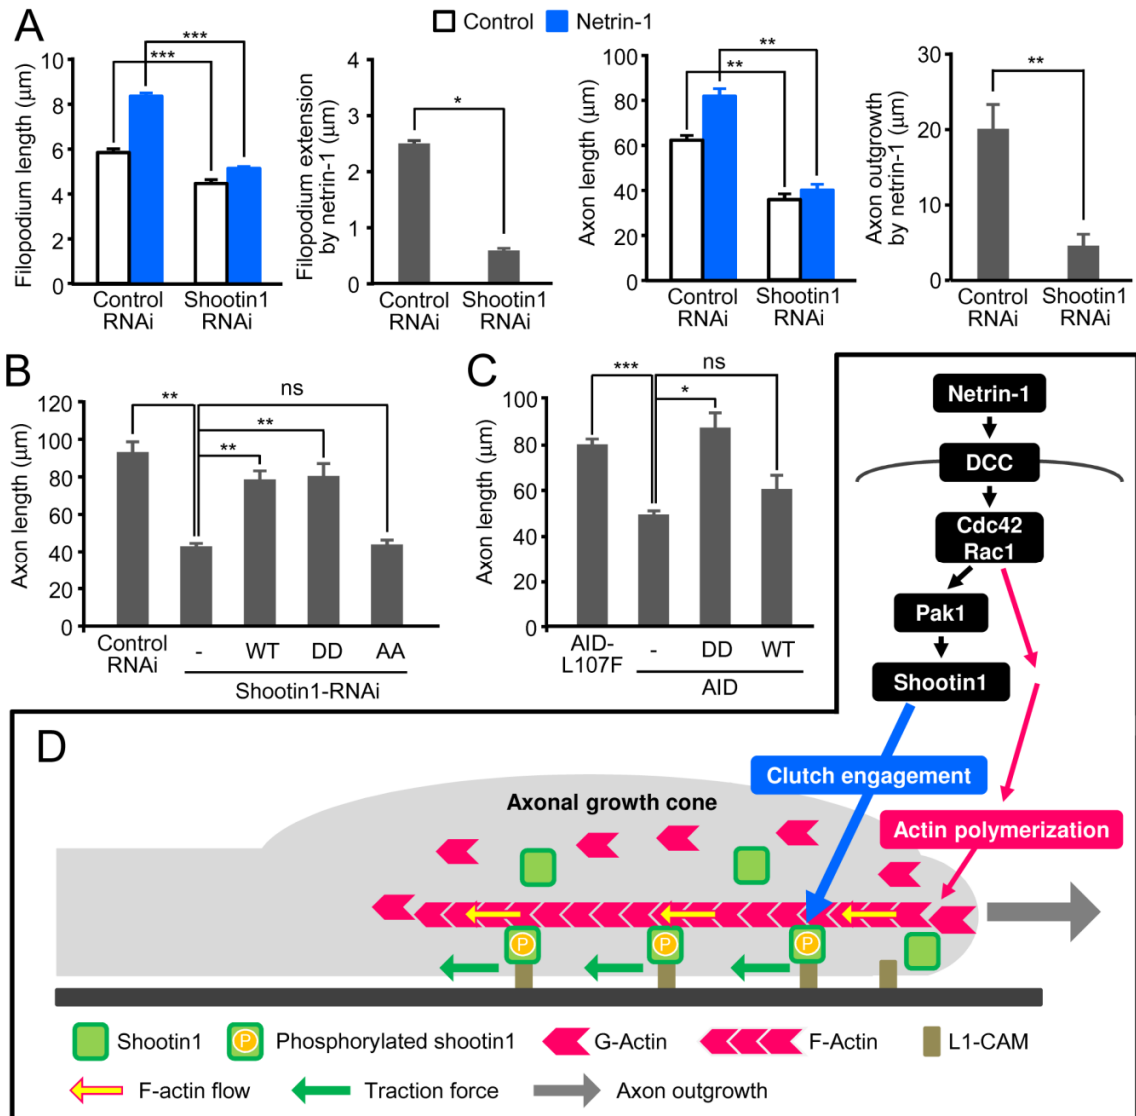 A
Control
Netrin-1
Filopodium length (µm)
10
8
6
4
2
0
***
***
Control
RNAi
Shootin1
RNAi
Filopodium extension
by netrin-1 (µm)
4
3
2
1
0
*
Control
RNAi
Shootin1
RNAi
Axon length (µm)
100
80
60
40
20
0
**
**
Control
RNAi
Shootin1
RNAi
Axon outgrowth
by netrin-1 (µm)
30
20
10
0
**
Control
RNAi
Shootin1
RNAi
B
Axon length (µm)
120
100
80
60
40
20
0
**
ns
**
**
Control
RNAi
-
WT
DD
AA
Shootin1-RNAi
C
Axon length (µm)
100
80
60
40
20
0
***
ns
*
AID-
L107F
-
DD
WT
AID
D
Netrin-1
DCC
Cdc42
Rac1
Pak1
Shootin1
Clutch engagement
Actin polymerization
Axonal growth cone
P
P
P
Shootin1
P
Phosphorylated shootin1
G-Actin
F-Actin
L1-CAM
F-actin flow
Traction force
Axon outgrowth